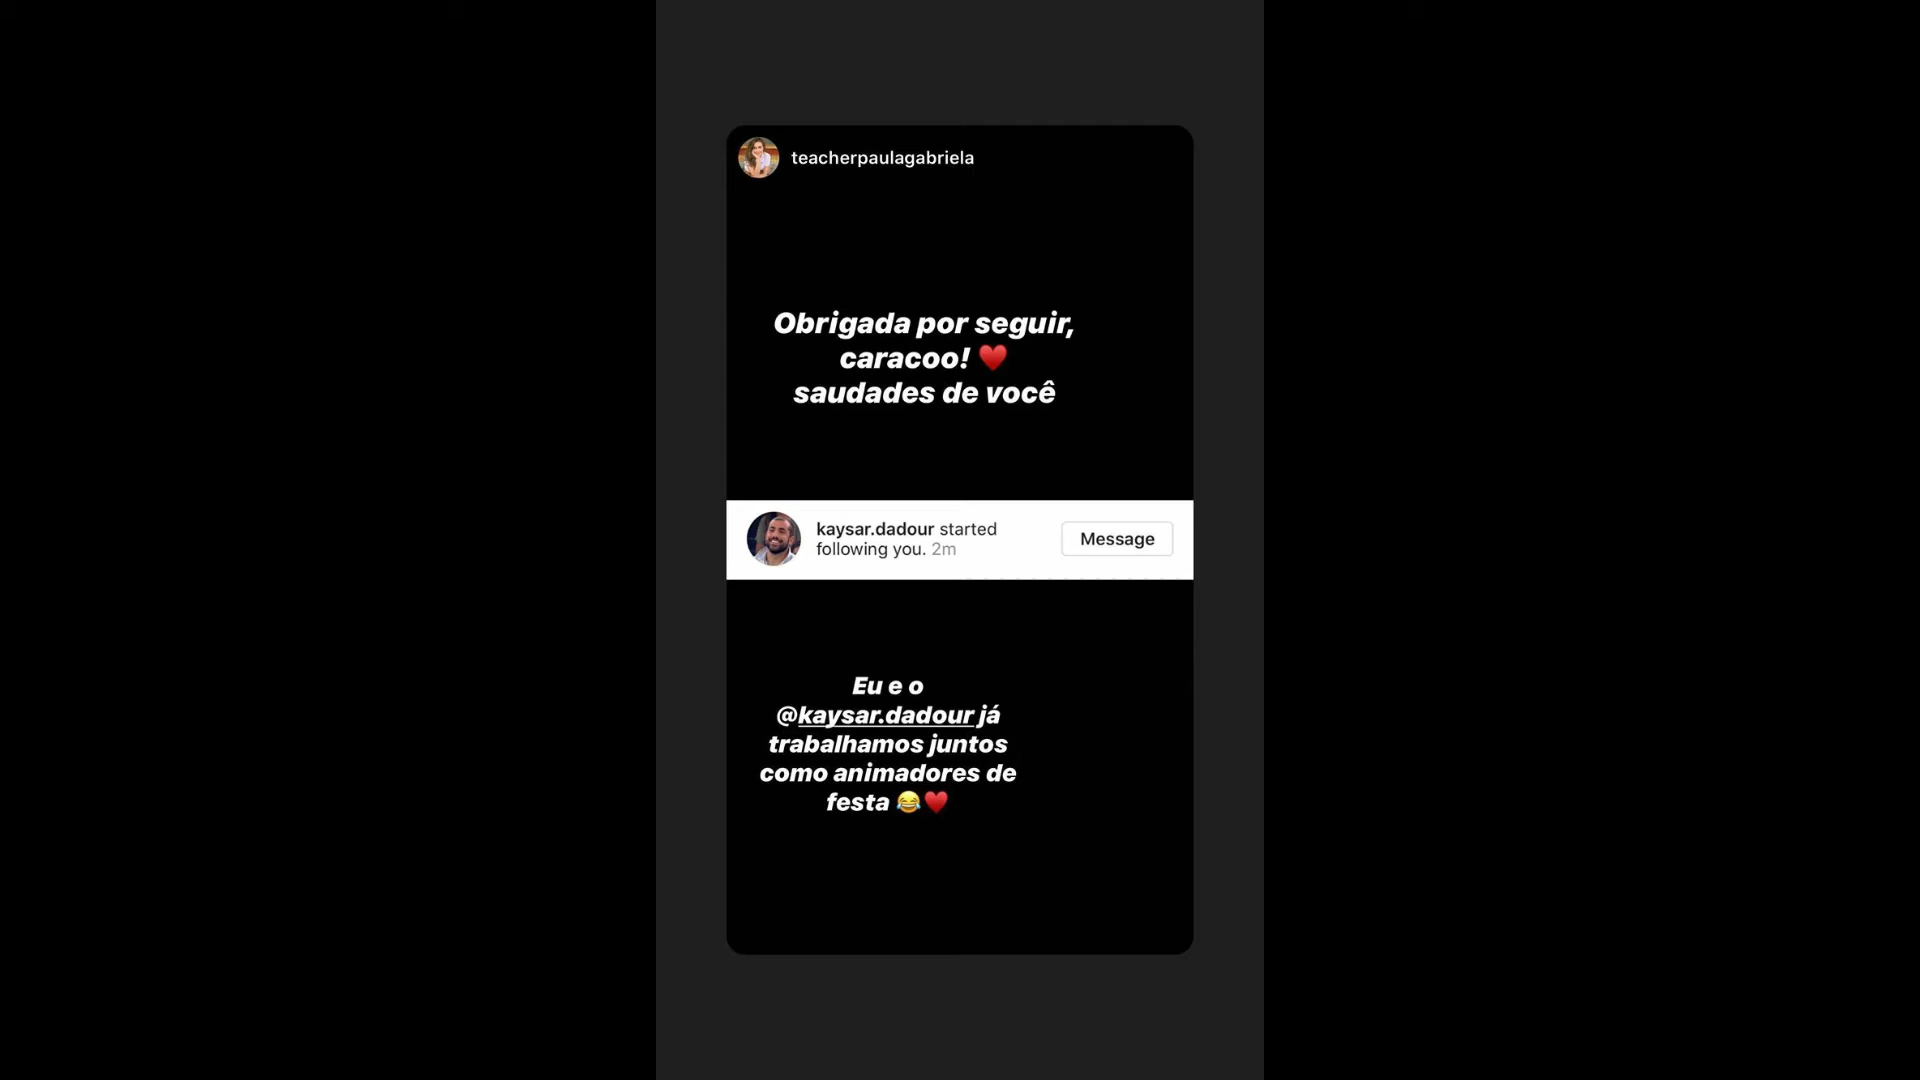 teacherpaulagabriela
Obrigada por seguir,
caracoo! ♥️
saudades de você
kaysar.dadour started
following you. 2m
Message
Eu e o
@kaysar.dadour já
trabalhamos juntos
como animadores de
festa 😂♥️